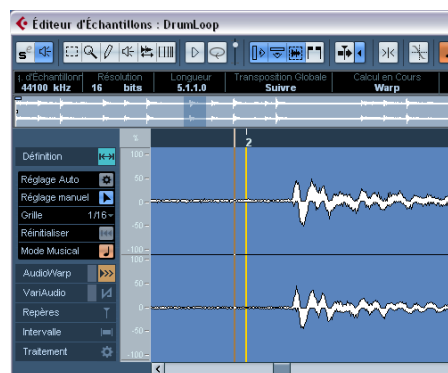 Éditeur d'Échantillons : DrumLoop
. d'Échantillonr Résolution Longueur Transposition Globale Calcul en Cours
44100 kHz 16 bits 5.1.1.0 Suivre Warp
%
2
Définition
Réglage Auto
Réglage manuel
Grille 1/16
Réinitialiser
Mode Musical
AudioWarp
VariAudio
Repères
Intervalle
Traitement
100
50
0
-50
-100
100
50
0
-50
-100